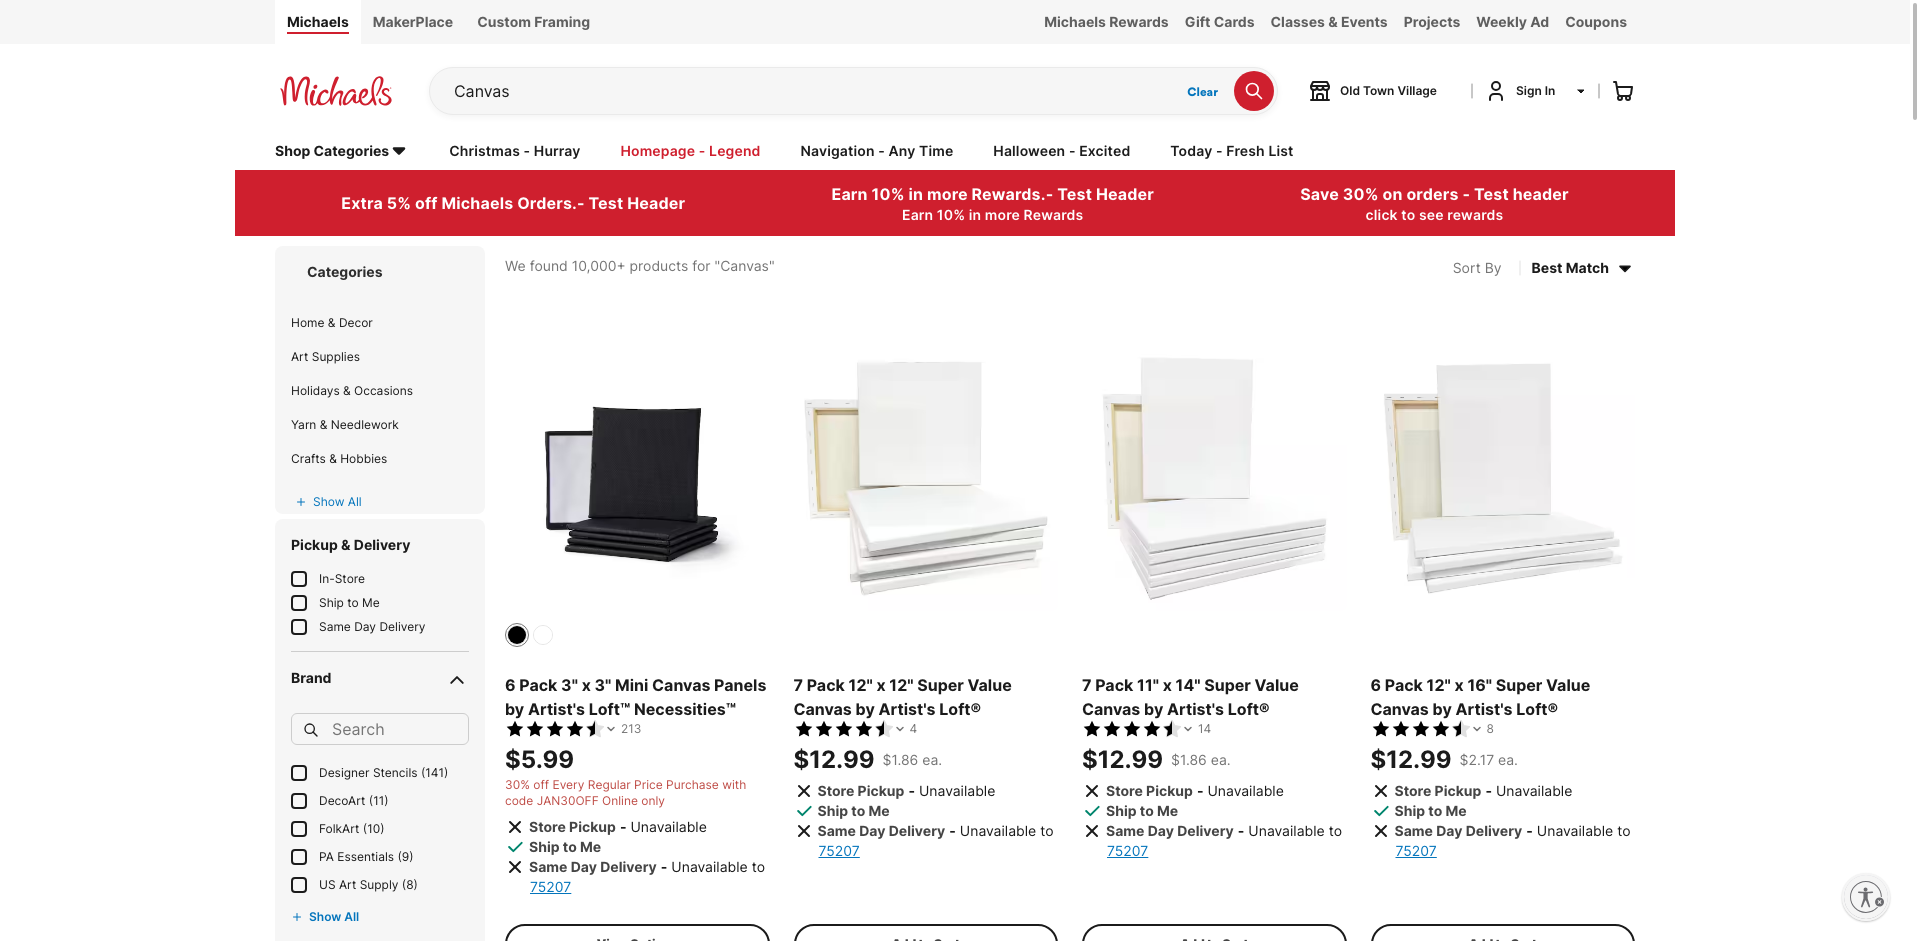 Michaels
MakerPlace
Custom Framing
Michaels Rewards
Gift Cards
Classes & Events
Projects
Weekly Ad
Coupons
Michaels
Canvas
Clear
Old Town Village
Sign In
Shop Categories
Christmas - Hurray
Homepage - Legend
Navigation - Any Time
Halloween - Excited
Today - Fresh List
Extra 5% off Michaels Orders.- Test Header
Earn 10% in more Rewards.- Test Header
Earn 10% in more Rewards
Save 30% on orders - Test header
click to see rewards
Categories
Home & Decor
Art Supplies
Holidays & Occasions
Yarn & Needlework
Crafts & Hobbies
+ Show All
Pickup & Delivery
In-Store
Ship to Me
Same Day Delivery
Brand
Search
Designer Stencils (141)
DecoArt (11)
FolkArt (10)
PA Essentials (9)
US Art Supply (8)
+ Show All
We found 10,000+ products for "Canvas"
Sort By
Best Match
6 Pack 3" x 3" Mini Canvas Panels
by Artist's Loft™ Necessities™
213
$5.99
30% off Every Regular Price Purchase with
code JAN30OFF Online only
Store Pickup - Unavailable
Ship to Me
Same Day Delivery - Unavailable to
75207
7 Pack 12" x 12" Super Value
Canvas by Artist's Loft®
4
$12.99 $1.86 ea.
Store Pickup - Unavailable
Ship to Me
Same Day Delivery - Unavailable to
75207
7 Pack 11" x 14" Super Value
Canvas by Artist's Loft®
14
$12.99 $1.86 ea.
Store Pickup - Unavailable
Ship to Me
Same Day Delivery - Unavailable to
75207
6 Pack 12" x 16" Super Value
Canvas by Artist's Loft®
8
$12.99 $2.17 ea.
Store Pickup - Unavailable
Ship to Me
Same Day Delivery - Unavailable to
75207